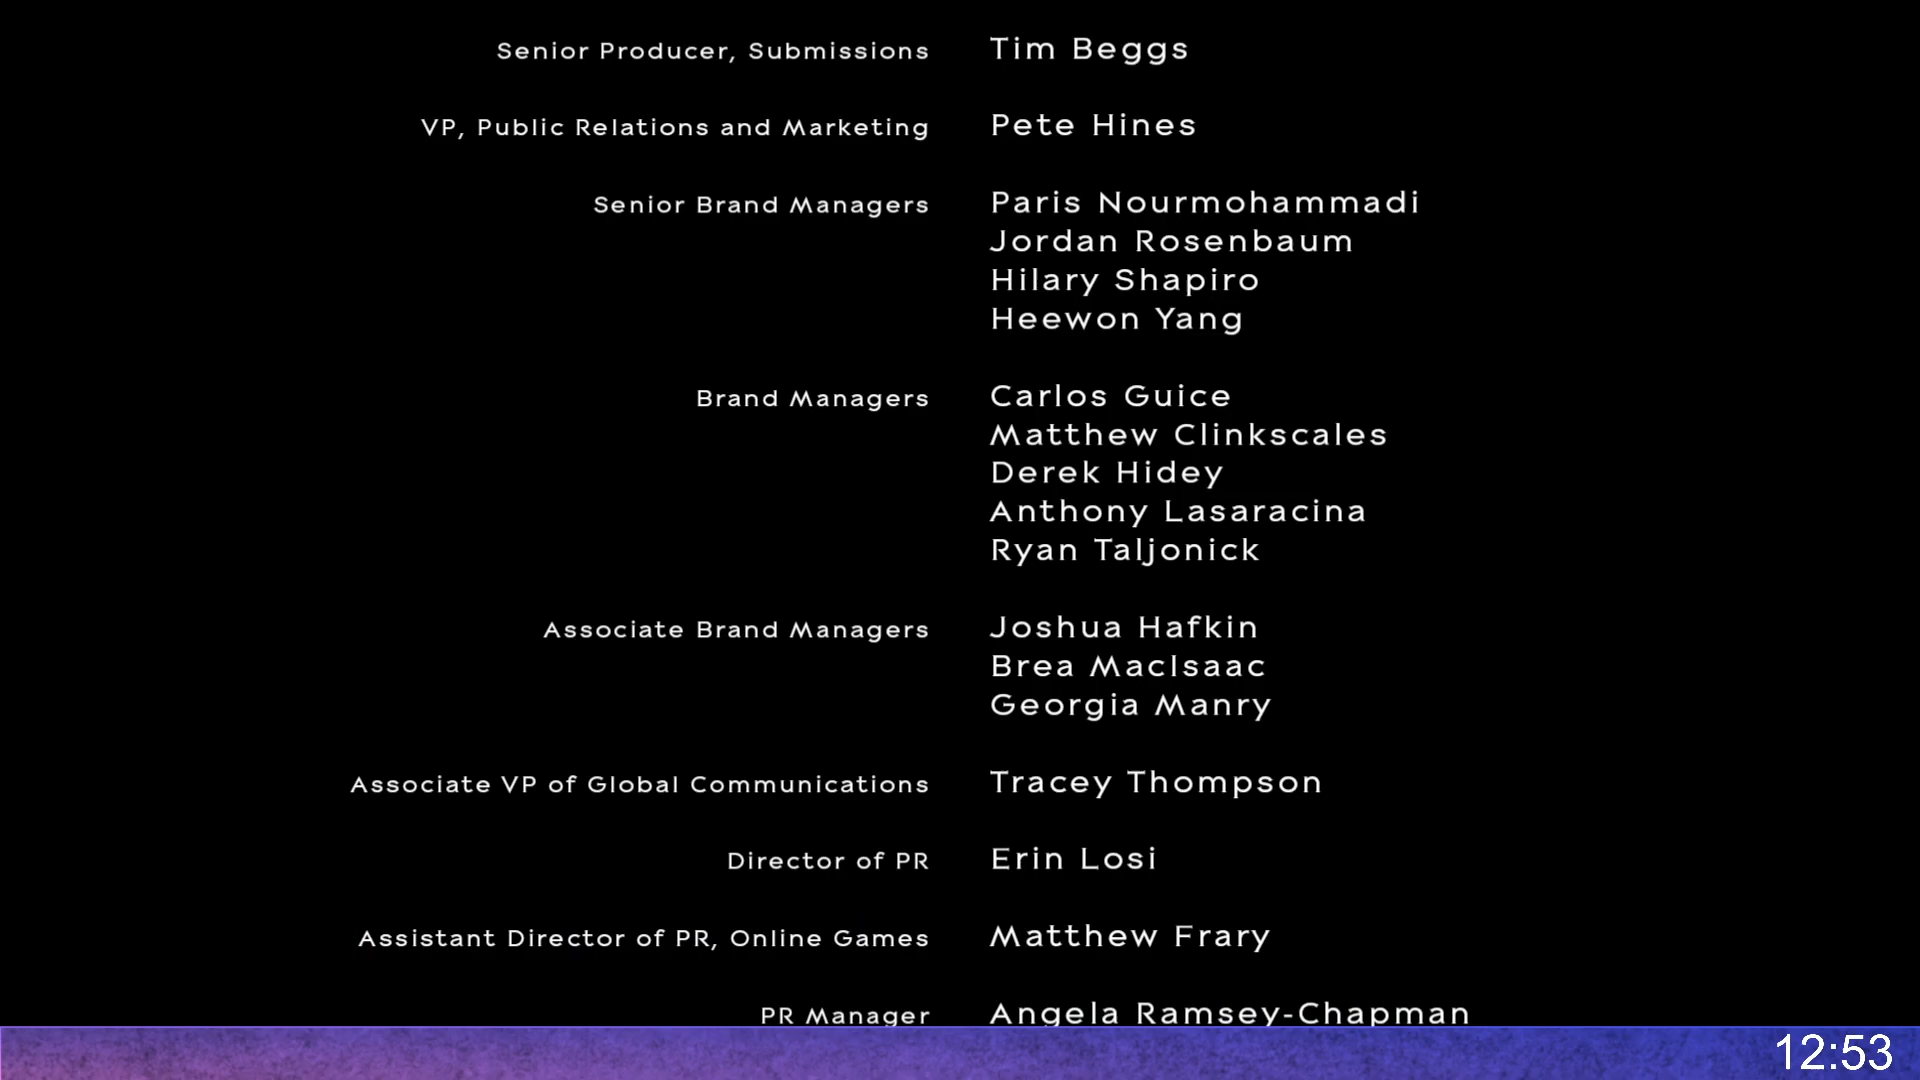 Senior Producer, Submissions Tim Beggs
VP, Public Relations and Marketing Pete Hines
Senior Brand Managers Paris Nourmohammadi
Jordan Rosenbaum
Hilary Shapiro
Heewon Yang
Brand Managers Carlos Guice
Matthew Clinkscales
Derek Hidey
Anthony Lasaracina
Ryan Taljonick
Associate Brand Managers Joshua Hafkin
Brea MacIsaac
Georgia Manry
Associate VP of Global Communications Tracey Thompson
Director of PR Erin Losi
Assistant Director of PR, Online Games Matthew Frary
PR Manager Angela Ramsey-Chapman
12:53